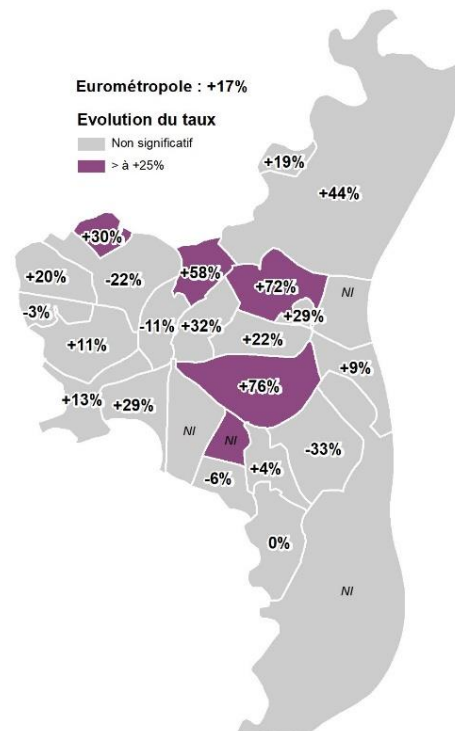 Eurométropole : +17%
Evolution du taux
Non significatif
> à +25%
+19%
+44%
+30%
+58%
+20%
-22%
+72%
NI
-3%
-11%
+32%
+29%
+11%
+22%
+9%
+76%
+13%
+29%
NI
NI
-33%
-6%
+4%
0%
NI